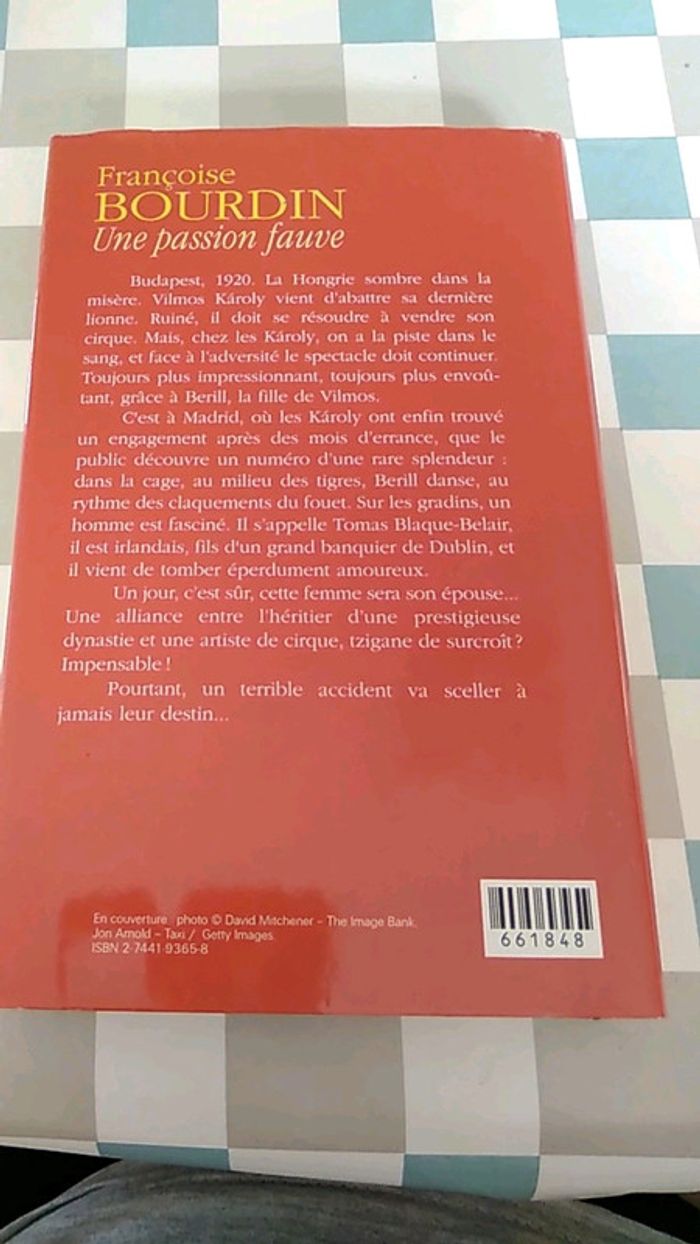 Françoise
BOURDIN
Une passion fauve
Budapest, 1920. La Hongrie sombre dans la
misère. Vilmos Károly vient d'abattre sa dernière
lionne. Ruiné, il doit se résoudre à vendre son
cirque. Mais, chez les Károly, on a la piste dans le
sang, et face à l'adversité le spectacle doit continuer.
Toujours plus impressionnant, toujours plus envoû-
tant, grâce à Berill, la fille de Vilmos.
C'est à Madrid, où les Károly ont enfin trouvé
un engagement après des mois d'errance, que le
public découvre un numéro d'une rare splendeur :
dans la cage, au milieu des tigres, Berill danse, au
rythme des claquements du fouet. Sur les gradins, un
homme est fasciné. Il s'appelle Tomas Blaque-Belair,
il est irlandais, fils d'un grand banquier de Dublin, et
il vient de tomber éperdument amoureux.
Un jour, c'est sûr, cette femme sera son épouse...
Une alliance entre l'héritier d'une prestigieuse
dynastie et une artiste de cirque, tzigane de surcroît ?
Impensable !
Pourtant, un terrible accident va sceller à
jamais leur destin...
En couverture : photo © David Mitchener – The Image Bank,
Jon Arnold – Taxi / Getty Images.
ISBN 2-7441-9365-8
661848